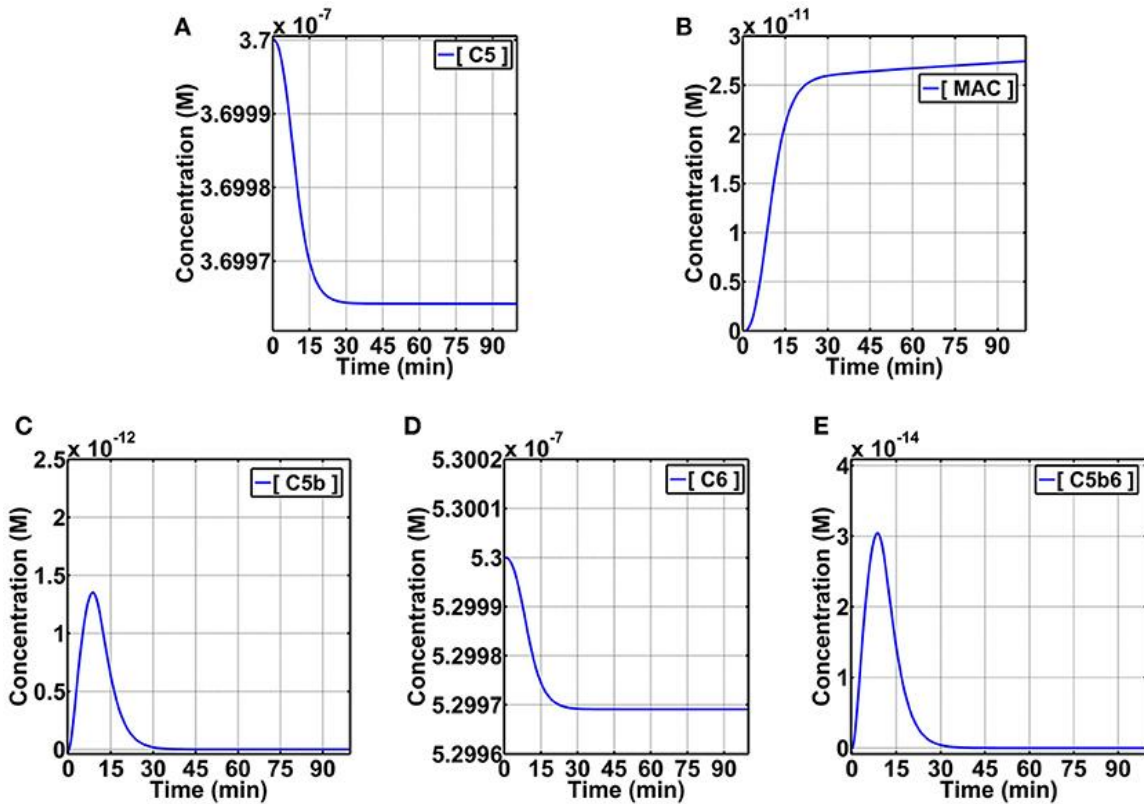 A
x 10-7
3.7
3.6999
3.6998
3.6997
Concentration (M)
[ C5 ]
0 15 30 45 60 75 90
Time (min)
B
x 10-11
3
2.5
2
1.5
1
0.5
0
Concentration (M)
[ MAC ]
0 15 30 45 60 75 90
Time (min)
C
x 10-12
2.5
2
1.5
1
0.5
0
Concentration (M)
[ C5b ]
0 15 30 45 60 75 90
Time (min)
D
x 10-7
5.3002
5.3001
5.3
5.2999
5.2998
5.2997
5.2996
Concentration (M)
[ C6 ]
0 15 30 45 60 75 90
Time (min)
E
x 10-14
4
3
2
1
0
Concentration (M)
[ C5b6 ]
0 15 30 45 60 75 90
Time (min)